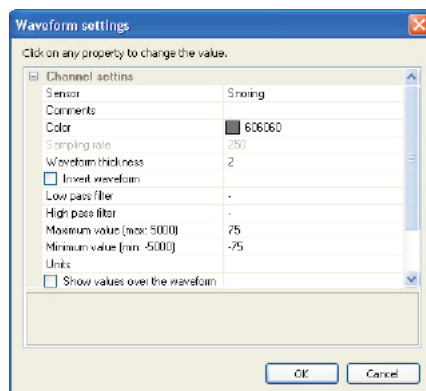 Waveform settings
Click on any property to change the value.
Channel settins
Sensor Snoring
Comments
Color 606060
Sampling rate 250
Waveform thickness 2
Invert waveform
Low pass filter -
High pass filter -
Maximum value (max: 5000) 75
Minimum value (min: -5000) -75
Units
Show values over the waveform
OK Cancel